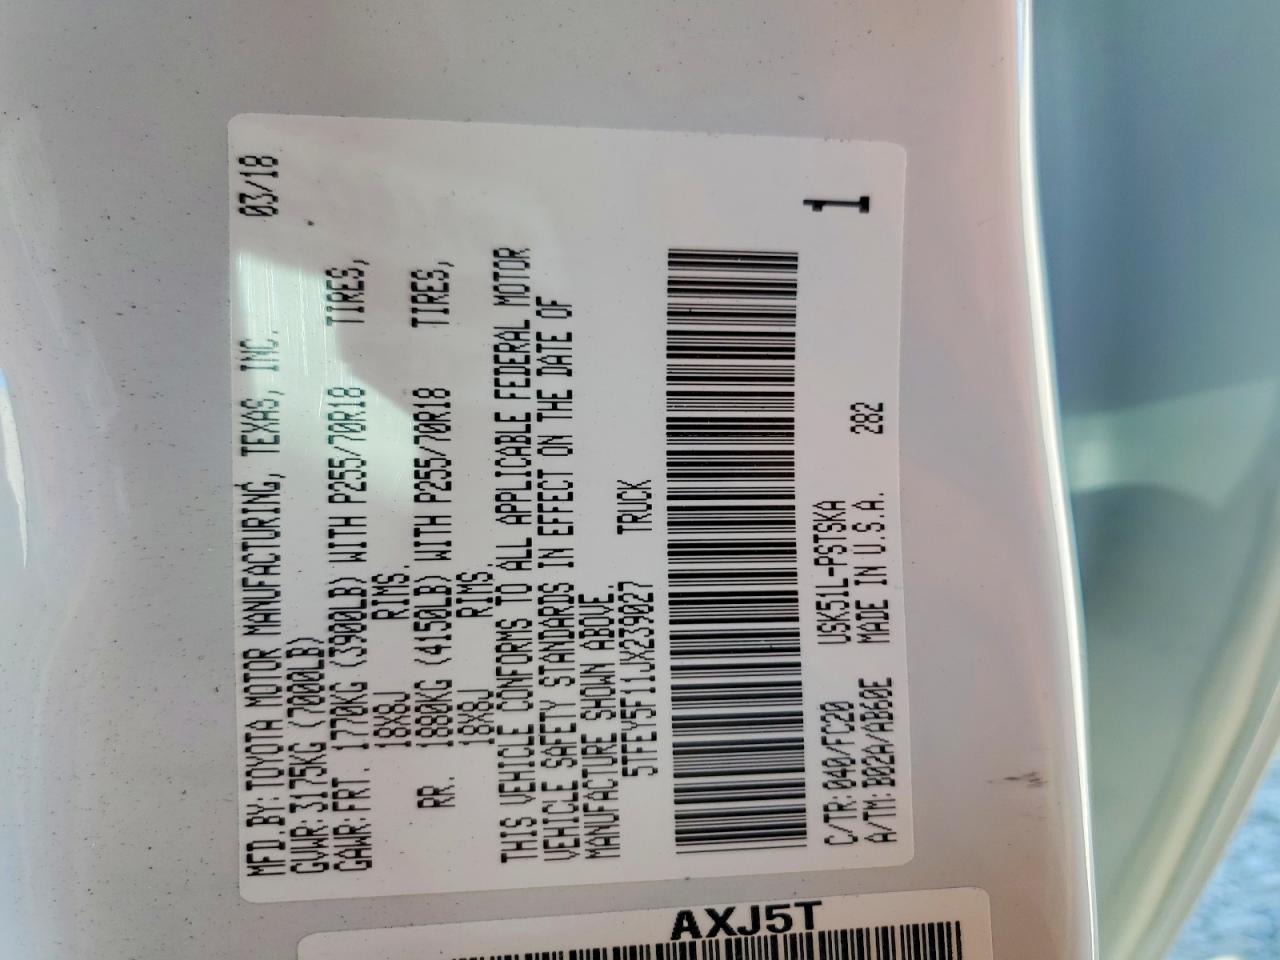 MFD.BY:TOYOTA MOTOR MANUFACTURING, TEXAS, INC. 03/18
GVWR:3175KG (7000LB)
GAWR:FRT. 1770KG (3900LB) WITH P255/70R18 TIRES,
18X8J RIMS.
RR. 1880KG (4150LB) WITH P255/70R18 TIRES,
18X8J RIMS.
THIS VEHICLE CONFORMS TO ALL APPLICABLE FEDERAL MOTOR
VEHICLE SAFETY STANDARDS IN EFFECT ON THE DATE OF
MANUFACTURE SHOWN ABOVE.
5TFEY5F11JX239027 TRUCK
C/TR:040/FC20 USK51L-PSTSKA 1
A/TM:B02A/AB60E MADE IN U.S.A. 282
AXJ5T